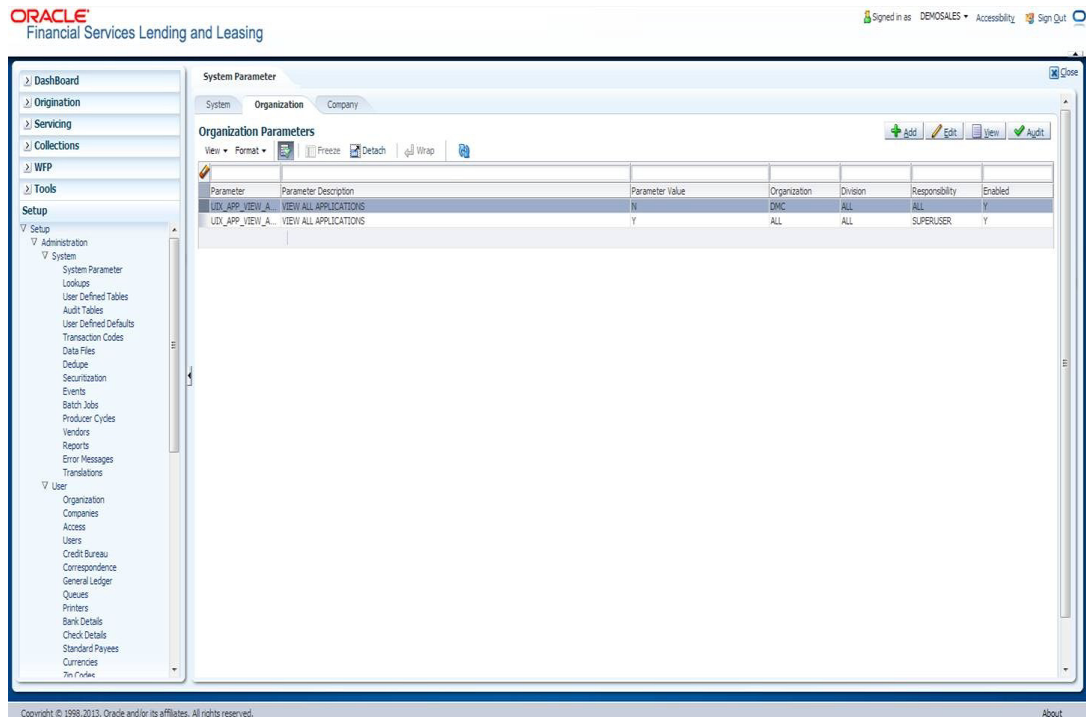 ORACLE'
Financial Services Lending and Leasing
Signed in as DEMOSALES Accessibility Sign Out
Close
DashBoard
Origination
Servicing
Collections
WFP
Tools
Setup
Setup
Administration
System
System Parameter
Lookups
User Defined Tables
Audit Tables
User Defined Defaults
Transaction Codes
Data Files
Dedupe
Securitization
Events
Batch Jobs
Producer Cycles
Vendors
Reports
Error Messages
Translations
User
Organization
Companies
Access
Users
Credit Bureau
Correspondence
General Ledger
Queues
Printers
Bank Details
Check Details
Standard Payees
Currencies
Zip Codes
System Parameter
System Organization Company
Organization Parameters
Add Edit View Audit
View Format Freeze Detach Wrap
Parameter Parameter Description Parameter Value Organization Division Responsibility Enabled
UIX_APP_VIEW_A... VIEW ALL APPLICATIONS N DMC ALL ALL Y
UIX_APP_VIEW_A... VIEW ALL APPLICATIONS Y ALL ALL SUPERUSER Y
Copyright © 1998,2013, Oracle and/or its affiliates. All rights reserved.
About